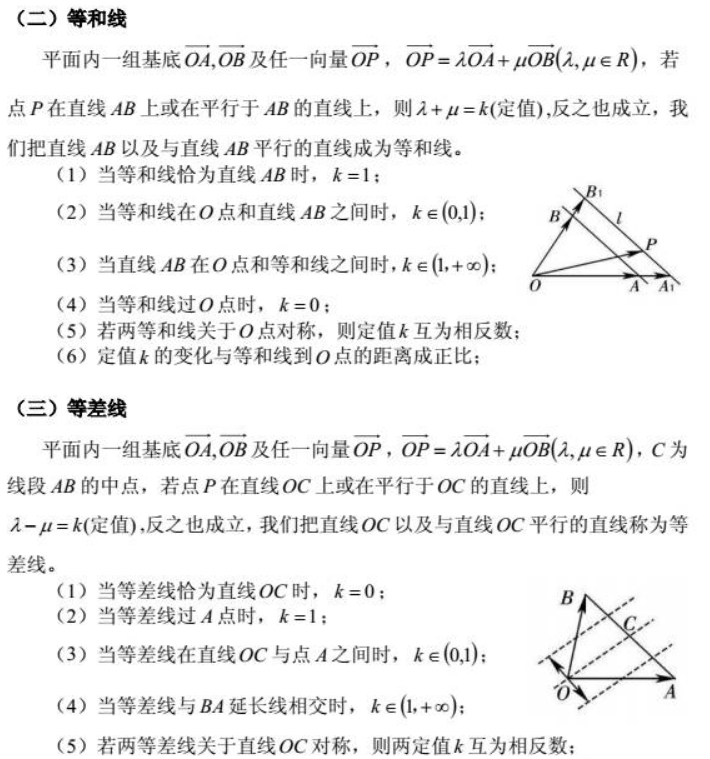 （二）等和线
平面内一组基底 $\overrightarrow{OA},\overrightarrow{OB}$ 及任一向量 $\overrightarrow{OP}$ ，$\overrightarrow{OP}=\lambda\overrightarrow{OA}+\mu\overrightarrow{OB}(\lambda,\mu\in R)$，若
点 P 在直线 AB 上或在平行于 AB 的直线上，则 λ+μ=k(定值),反之也成立，我
们把直线 AB 以及与直线 AB 平行的直线成为等和线。
（1）当等和线恰为直线 AB 时，k=1；
（2）当等和线在 O 点和直线 AB 之间时，k∈(0,1)；
（3）当直线 AB 在 O 点和等和线之间时，k∈(1,+∞)；
（4）当等和线过 O 点时，k=0；
（5）若两等和线关于 O 点对称，则定值 k 互为相反数；
（6）定值 k 的变化与等和线到 O 点的距离成正比；
B₁
B
l
P
O
A
A₁
（三）等差线
平面内一组基底 $\overrightarrow{OA},\overrightarrow{OB}$ 及任一向量 $\overrightarrow{OP}$，$\overrightarrow{OP}=\lambda\overrightarrow{OA}+\mu\overrightarrow{OB}(\lambda,\mu\in R)$，C 为
线段 AB 的中点，若点 P 在直线 OC 上或在平行于 OC 的直线上，则
λ−μ=k(定值),反之也成立，我们把直线 OC 以及与直线 OC 平行的直线称为等
差线。
（1）当等差线恰为直线 OC 时，k=0；
（2）当等差线过 A 点时，k=1；
（3）当等差线在直线 OC 与点 A 之间时，k∈(0,1)；
（4）当等差线与 BA 延长线相交时，k∈(1,+∞)；
（5）若两等差线关于直线 OC 对称，则两定值 k 互为相反数；
B
C
O
A